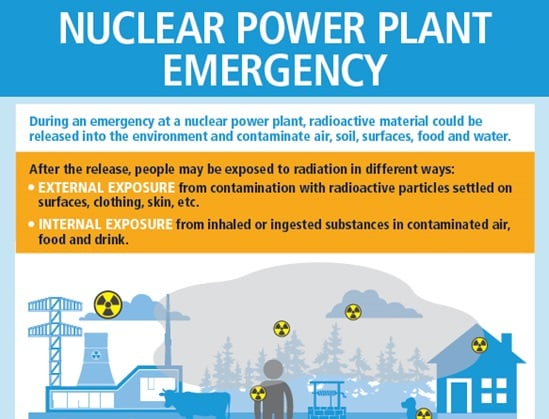 NUCLEAR POWER PLANT
EMERGENCY
During an emergency at a nuclear power plant, radioactive material could be
released into the environment and contaminate air, soil, surfaces, food and water.
After the release, people may be exposed to radiation in different ways:
• EXTERNAL EXPOSURE from contamination with radioactive particles settled on
surfaces, clothing, skin, etc.
• INTERNAL EXPOSURE from inhaled or ingested substances in contaminated air,
food and drink.